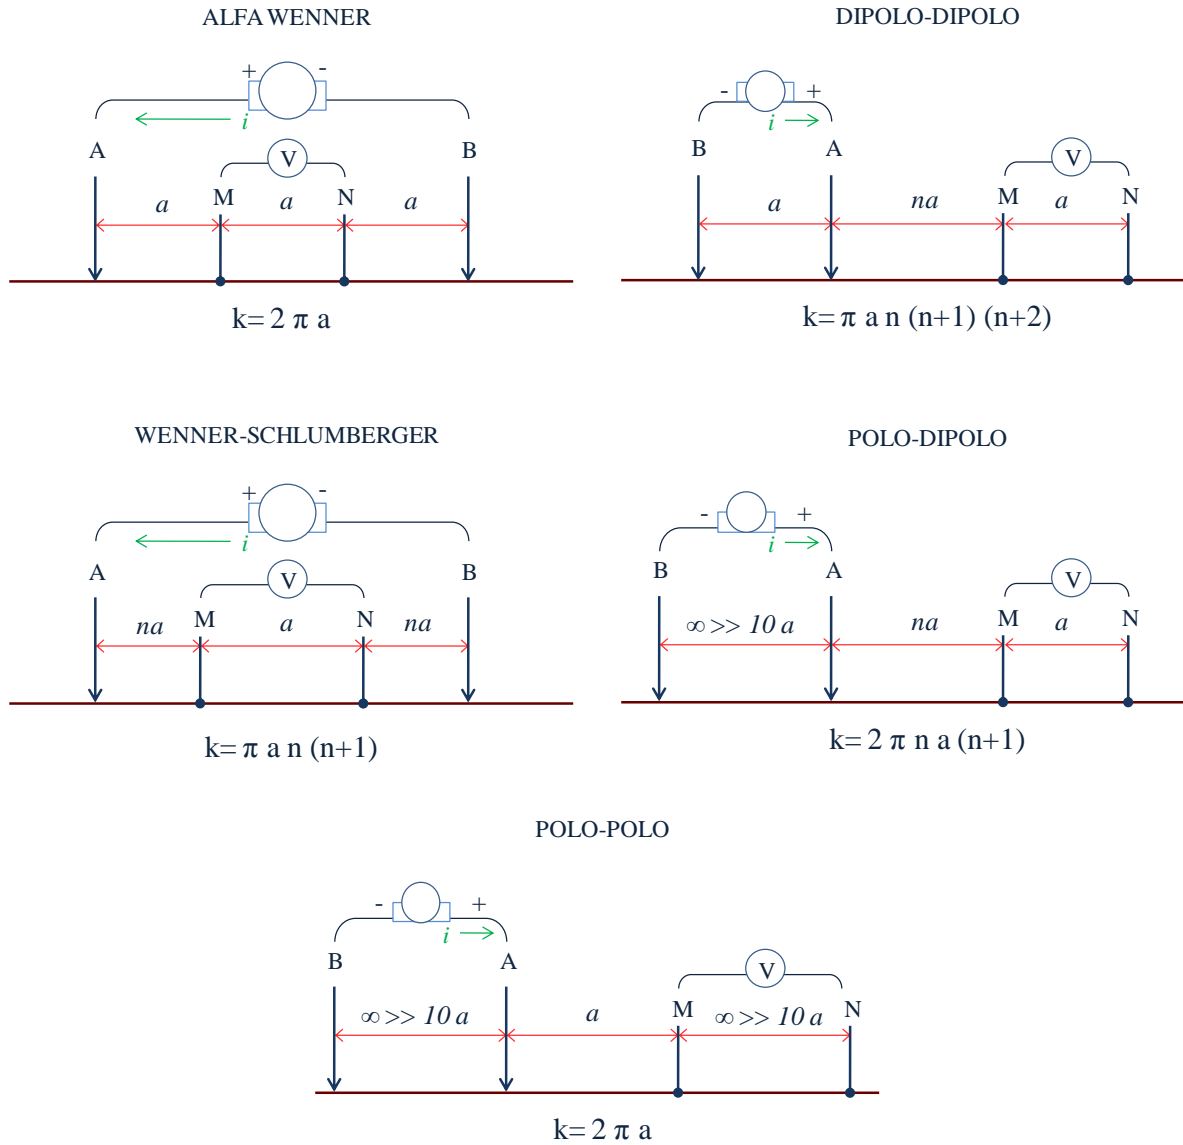 ALFA WENNER
+ -
i
A B
V
M N
a a a
k= 2 π a
DIPOLO-DIPOLO
- +
i
B A
V
M N
a na a
k= π a n (n+1) (n+2)
WENNER-SCHLUMBERGER
+ -
i
A B
V
M N
na a na
k= π a n (n+1)
POLO-DIPOLO
- +
i
B A
V
M N
∞ >> 10 a na a
k= 2 π n a (n+1)
POLO-POLO
- +
i
B A
V
M N
∞ >> 10 a a ∞ >> 10 a
k= 2 π a